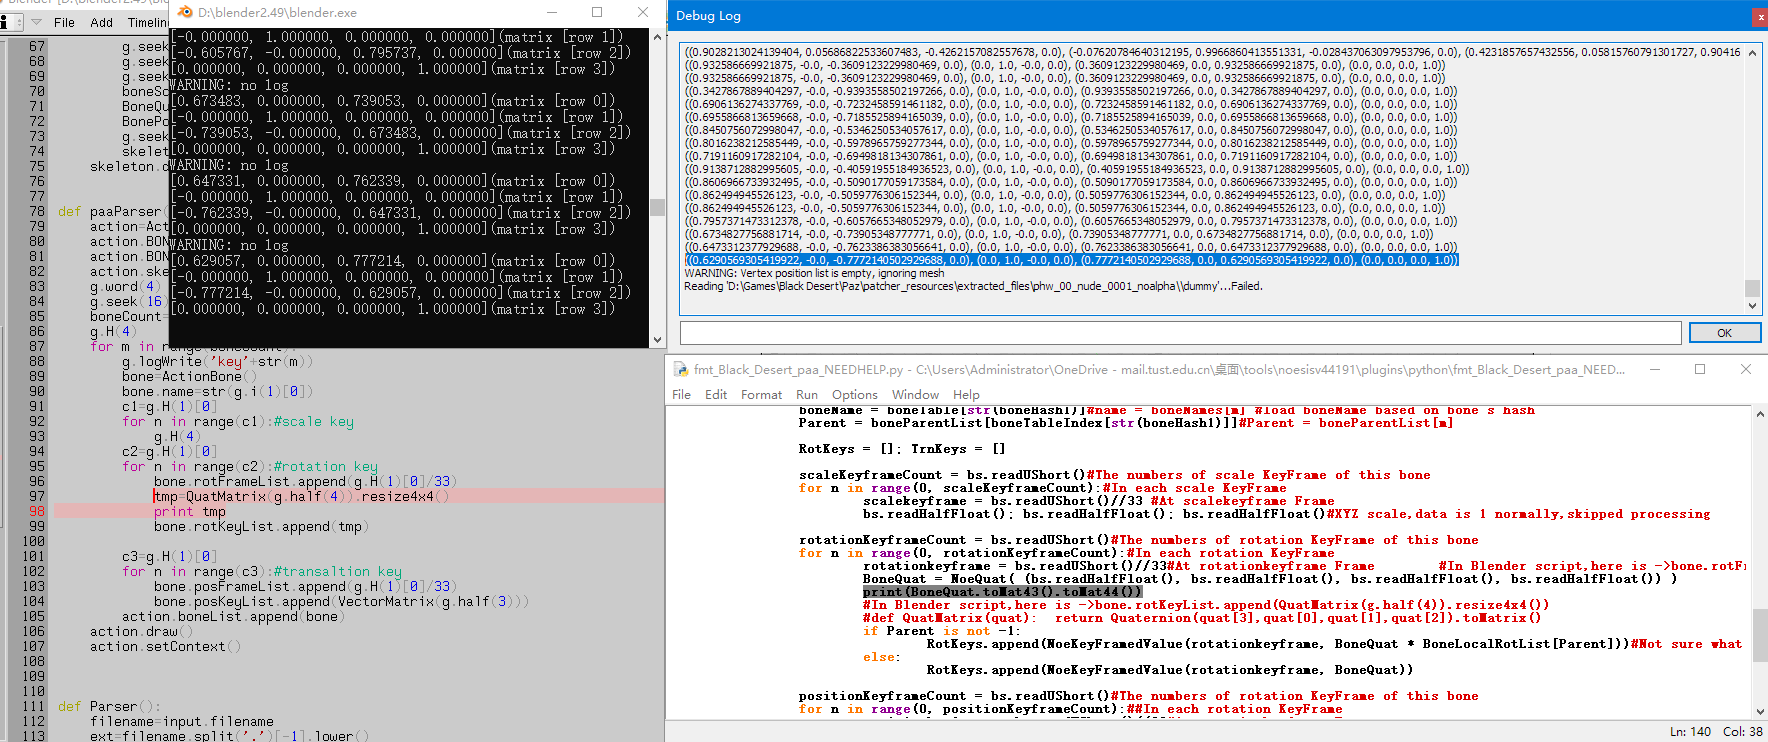 Blender [D:\blender2.49\Blen
File Add Timelin
67 g.seek
68 g.seek
69 g.seek
70 boneSc
71 BoneQu
72 BonePo
73 g.seek
74 skelet
75 skeleton.c
76
77
78 def paaParser(
79 action=Act
80 action.BON
81 action.BON
82 action.ske
83 g.word(4)
84 g.seek(16)
85 boneCount=
86 g.H(4)
87 for m in range(boneCount):
88 g.logWrite('key'+str(m))
89 bone=ActionBone()
90 bone.name=str(g.i(1)[0])
91 c1=g.H(1)[0]
92 for n in range(c1):#scale key
93 g.H(4)
94 c2=g.H(1)[0]
95 for n in range(c2):#rotation key
96 bone.rotFrameList.append(g.H(1)[0]/33)
97 tmp=QuatMatrix(g.half(4)).resize4x4()
98 print tmp
99 bone.rotKeyList.append(tmp)
100
101 c3=g.H(1)[0]
102 for n in range(c3):#transaltion key
103 bone.posFrameList.append(g.H(1)[0]/33)
104 bone.posKeyList.append(VectorMatrix(g.half(3)))
105 action.boneList.append(bone)
106 action.draw()
107 action.setContext()
108
109
110
111 def Parser():
112 filename=input.filename
113 ext=filename.split('.')[-1].lower()
D:\blender2.49\blender.exe
[-0.000000, 1.000000, 0.000000, 0.000000](matrix [row 1])
[-0.605767, -0.000000, 0.795737, 0.000000](matrix [row 2])
[0.000000, 0.000000, 0.000000, 1.000000](matrix [row 3])
WARNING: no log
[0.673483, 0.000000, 0.739053, 0.000000](matrix [row 0])
[-0.000000, 1.000000, 0.000000, 0.000000](matrix [row 1])
[-0.739053, -0.000000, 0.673483, 0.000000](matrix [row 2])
[0.000000, 0.000000, 0.000000, 1.000000](matrix [row 3])
WARNING: no log
[0.647331, 0.000000, 0.762339, 0.000000](matrix [row 0])
[-0.000000, 1.000000, 0.000000, 0.000000](matrix [row 1])
[-0.762339, -0.000000, 0.647331, 0.000000](matrix [row 2])
[0.000000, 0.000000, 0.000000, 1.000000](matrix [row 3])
WARNING: no log
[0.629057, 0.000000, 0.777214, 0.000000](matrix [row 0])
[-0.000000, 1.000000, 0.000000, 0.000000](matrix [row 1])
[-0.777214, -0.000000, 0.629057, 0.000000](matrix [row 2])
[0.000000, 0.000000, 0.000000, 1.000000](matrix [row 3])
Debug Log
((0.9028213024139404, 0.05686822533607483, -0.4262157082557678, 0.0), (-0.07620784640312195, 0.9966860413551331, -0.028437063097953796, 0.0), (0.4231857657432556, 0.05815760791301727, 0.90416
((0.932586669921875, -0.0, -0.3609123229980469, 0.0), (0.0, 1.0, -0.0, 0.0), (0.3609123229980469, 0.0, 0.932586669921875, 0.0), (0.0, 0.0, 0.0, 1.0))
((0.932586669921875, -0.0, -0.3609123229980469, 0.0), (0.0, 1.0, -0.0, 0.0), (0.3609123229980469, 0.0, 0.932586669921875, 0.0), (0.0, 0.0, 0.0, 1.0))
((0.3427867889404297, -0.0, -0.9393558502197266, 0.0), (0.0, 1.0, -0.0, 0.0), (0.9393558502197266, 0.0, 0.3427867889404297, 0.0), (0.0, 0.0, 0.0, 1.0))
((0.6906136274337769, -0.0, -0.7232458591461182, 0.0), (0.0, 1.0, -0.0, 0.0), (0.7232458591461182, 0.0, 0.6906136274337769, 0.0), (0.0, 0.0, 0.0, 1.0))
((0.6955866813659668, -0.0, -0.7185525894165039, 0.0), (0.0, 1.0, -0.0, 0.0), (0.7185525894165039, 0.0, 0.6955866813659668, 0.0), (0.0, 0.0, 0.0, 1.0))
((0.8450756072998047, -0.0, -0.5346250534057617, 0.0), (0.0, 1.0, -0.0, 0.0), (0.5346250534057617, 0.0, 0.8450756072998047, 0.0), (0.0, 0.0, 0.0, 1.0))
((0.8016238212585449, -0.0, -0.5978965759277344, 0.0), (0.0, 1.0, -0.0, 0.0), (0.5978965759277344, 0.0, 0.8016238212585449, 0.0), (0.0, 0.0, 0.0, 1.0))
((0.7191160917282104, -0.0, -0.6949818134307861, 0.0), (0.0, 1.0, -0.0, 0.0), (0.6949818134307861, 0.0, 0.7191160917282104, 0.0), (0.0, 0.0, 0.0, 1.0))
((0.9138712882995605, -0.0, -0.40591955184936523, 0.0), (0.0, 1.0, -0.0, 0.0), (0.40591955184936523, 0.0, 0.9138712882995605, 0.0), (0.0, 0.0, 0.0, 1.0))
((0.8606966733932495, -0.0, -0.5090177059173584, 0.0), (0.0, 1.0, -0.0, 0.0), (0.5090177059173584, 0.0, 0.8606966733932495, 0.0), (0.0, 0.0, 0.0, 1.0))
((0.862494945526123, -0.0, -0.5059776306152344, 0.0), (0.0, 1.0, -0.0, 0.0), (0.5059776306152344, 0.0, 0.862494945526123, 0.0), (0.0, 0.0, 0.0, 1.0))
((0.862494945526123, -0.0, -0.5059776306152344, 0.0), (0.0, 1.0, -0.0, 0.0), (0.5059776306152344, 0.0, 0.862494945526123, 0.0), (0.0, 0.0, 0.0, 1.0))
((0.7957371473312378, -0.0, -0.6057665348052979, 0.0), (0.0, 1.0, -0.0, 0.0), (0.6057665348052979, 0.0, 0.7957371473312378, 0.0), (0.0, 0.0, 0.0, 1.0))
((0.6734827756881714, -0.0, -0.73905348777771, 0.0), (0.0, 1.0, -0.0, 0.0), (0.73905348777771, 0.0, 0.6734827756881714, 0.0), (0.0, 0.0, 0.0, 1.0))
((0.6473312377929688, -0.0, -0.7623386383056641, 0.0), (0.0, 1.0, -0.0, 0.0), (0.7623386383056641, 0.0, 0.6473312377929688, 0.0), (0.0, 0.0, 0.0, 1.0))
((0.6290569305419922, -0.0, -0.7772140502929688, 0.0), (0.0, 1.0, -0.0, 0.0), (0.7772140502929688, 0.0, 0.6290569305419922, 0.0), (0.0, 0.0, 0.0, 1.0))
WARNING: Vertex position list is empty, ignoring mesh
Reading 'D:\Games\Black Desert\Paz\patcher_resources\extracted_files\phw_00_nude_0001_noalpha\\dummy'...Failed.
OK
fmt_Black_Desert_paa_NEEDHELP.py - C:\Users\Administrator\OneDrive - mail.tust.edu.cn\桌面\tools\noesisv44191\plugins\python\fmt_Black_Desert_paa_NEED...
File Edit Format Run Options Window Help
boneName = boneTable[str(boneHash1)]#name = boneNames[m] #load boneName based on bone's hash
Parent = boneParentList[boneTableIndex[str(boneHash1)]]#Parent = boneParentList[m]
RotKeys = []; TrnKeys = []
scaleKeyframeCount = bs.readUShort()#The numbers of scale KeyFrame of this bone
for n in range(0, scaleKeyframeCount):#In each scale KeyFrame
scalekeyframe = bs.readUShort()//33 #At scalekeyframe Frame
bs.readHalfFloat(); bs.readHalfFloat(); bs.readHalfFloat()#XYZ scale,data is 1 normally,skipped processing
rotationKeyframeCount = bs.readUShort()#The numbers of rotation KeyFrame of this bone
for n in range(0, rotationKeyframeCount):#In each rotation KeyFrame
rotationkeyframe = bs.readUShort()//33#At rotationkeyframe Frame #In Blender script,here is ->bone.rotFr
BoneQuat = NoeQuat( (bs.readHalfFloat(), bs.readHalfFloat(), bs.readHalfFloat(), bs.readHalfFloat()) )
print(BoneQuat.toMat43().toMat44())
#In Blender script,here is ->bone.rotKeyList.append(QuatMatrix(g.half(4)).resize4x4())
#def QuatMatrix(quat): return Quaternion(quat[3],quat[0],quat[1],quat[2]).toMatrix()
if Parent is not -1:
RotKeys.append(NoeKeyFramedValue(rotationkeyframe, BoneQuat * BoneLocalRotList[Parent]))#Not sure what
else:
RotKeys.append(NoeKeyFramedValue(rotationkeyframe, BoneQuat))
positionKeyframeCount = bs.readUShort()#The numbers of rotation KeyFrame of this bone
for n in range(0, positionKeyframeCount):##In each rotation KeyFrame
Ln: 140 Col: 38